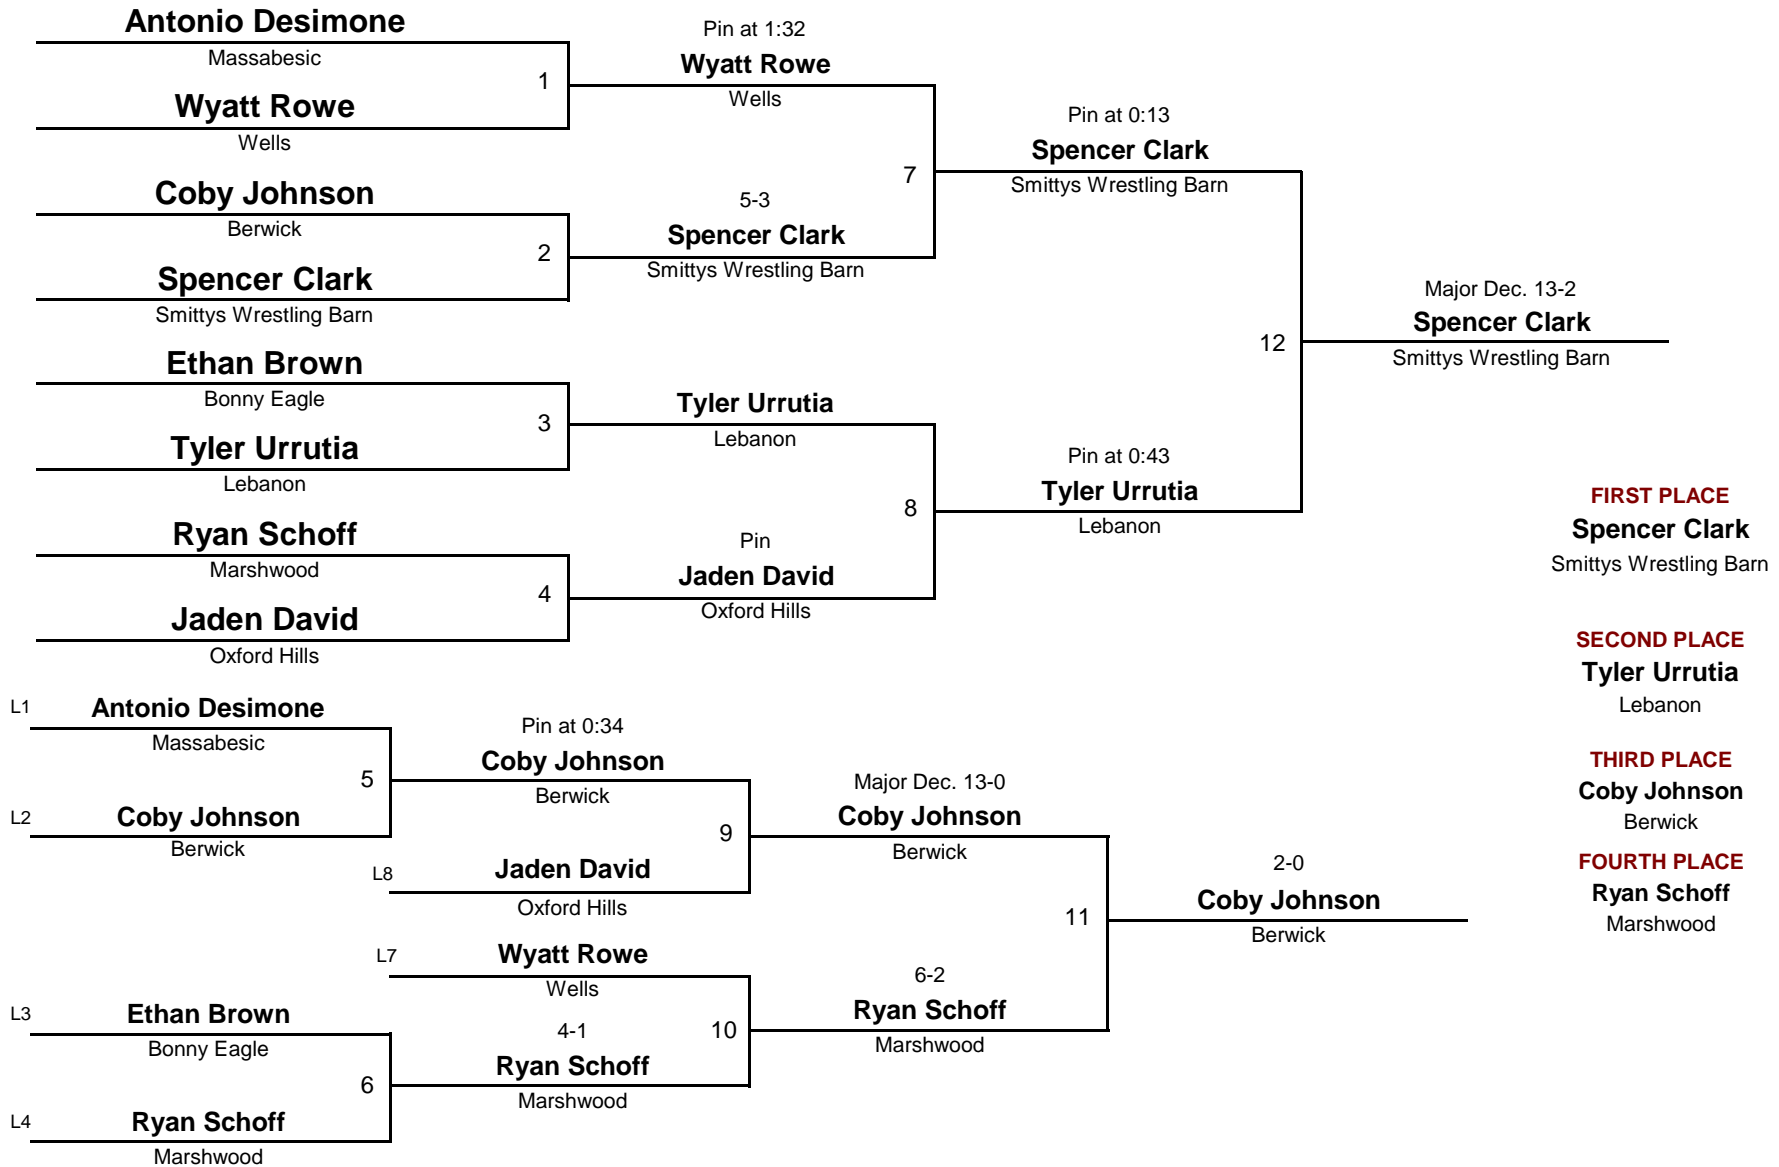 Antonio Desimone
Massabesic
1
Wyatt Rowe
Wells
Coby Johnson
Berwick
2
Spencer Clark
Smittys Wrestling Barn
Ethan Brown
Bonny Eagle
3
Tyler Urrutia
Lebanon
Ryan Schoff
Marshwood
4
Jaden David
Oxford Hills
Pin at 1:32
Wyatt Rowe
Wells
7
5-3
Spencer Clark
Smittys Wrestling Barn
Tyler Urrutia
Lebanon
8
Pin
Jaden David
Oxford Hills
Pin at 0:13
Spencer Clark
Smittys Wrestling Barn
12
Pin at 0:43
Tyler Urrutia
Lebanon
Major Dec. 13-2
Spencer Clark
Smittys Wrestling Barn
FIRST PLACE
Spencer Clark
Smittys Wrestling Barn
SECOND PLACE
Tyler Urrutia
Lebanon
THIRD PLACE
Coby Johnson
Berwick
FOURTH PLACE
Ryan Schoff
Marshwood
L1
Antonio Desimone
Massabesic
5
L2
Coby Johnson
Berwick
L3
Ethan Brown
Bonny Eagle
6
L4
Ryan Schoff
Marshwood
Pin at 0:34
Coby Johnson
Berwick
9
L8
Jaden David
Oxford Hills
L7
Wyatt Rowe
Wells
10
4-1
Ryan Schoff
Marshwood
Major Dec. 13-0
Coby Johnson
Berwick
11
6-2
Ryan Schoff
Marshwood
2-0
Coby Johnson
Berwick